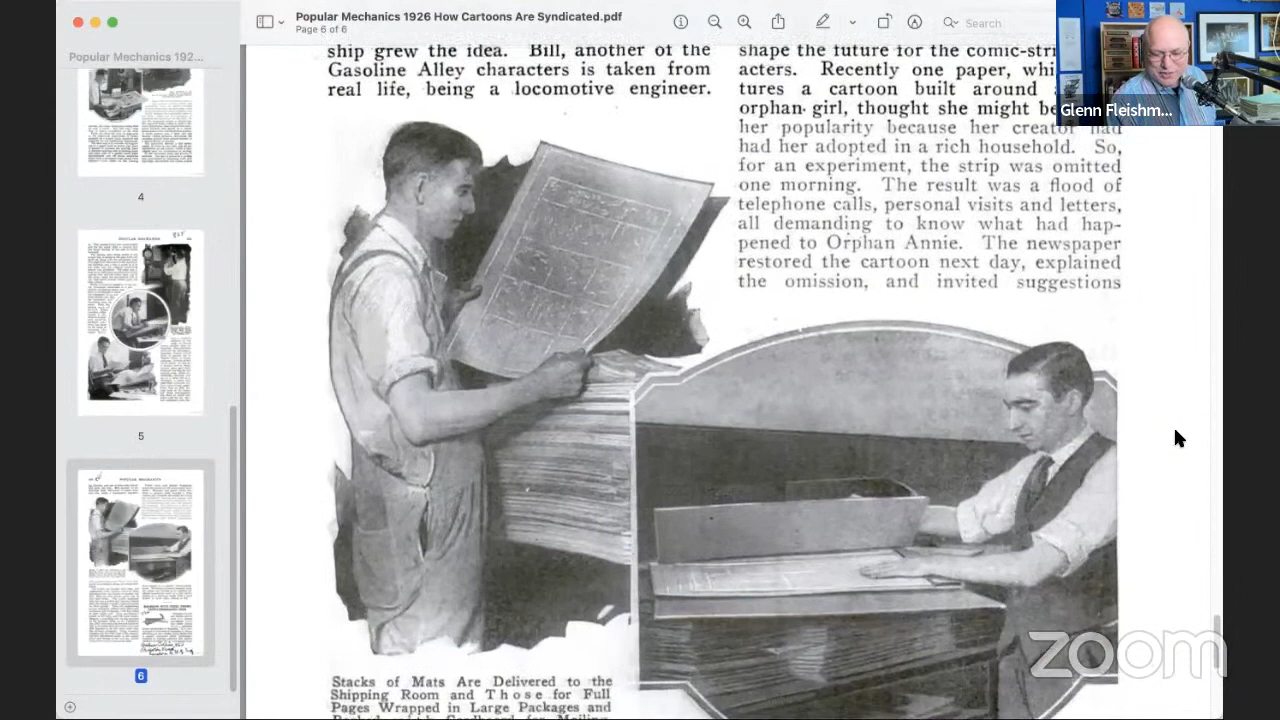 Popular Mechanics 1926 How Cartoons Are Syndicated.pdf
Page 6 of 6
Search
Popular Mechanics 192...
4
5
6
ship grew the idea. Bill, another of the
Gasoline Alley characters is taken from
real life, being a locomotive engineer.
shape the future for the comic-stri
acters. Recently one paper, whi
tures a cartoon built around
orphan girl, thought she might
her because her creator had
had her adopted in a rich household. So,
for an experiment, the strip was omitted
one morning. The result was a flood of
telephone calls, personal visits and letters,
all demanding to know what had hap-
pened to Orphan Annie. The newspaper
restored the cartoon next day, explained
the omission, and invited suggestions
Stacks of Mats Are Delivered to the
Shipping Room and Those for Full
Pages Wrapped in Large Packages and
Glenn Fleishm...
zoom